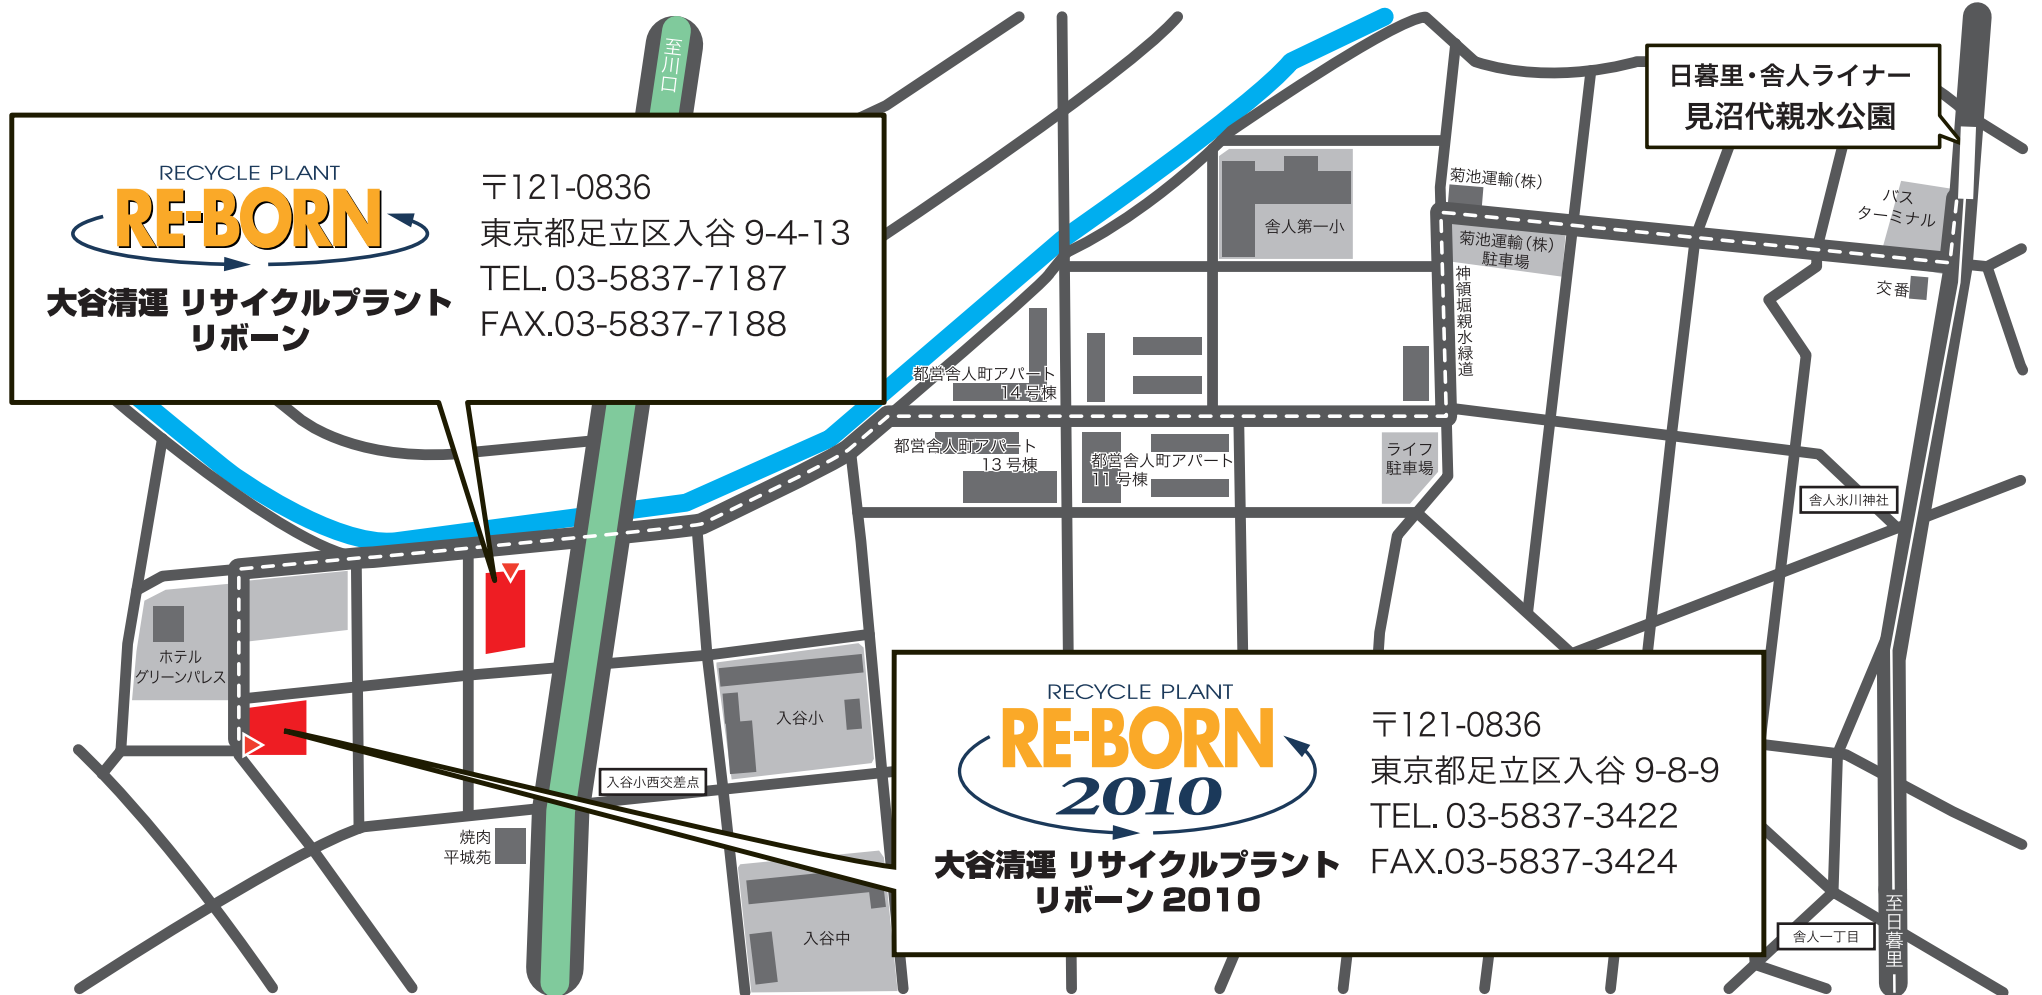 至川口
日暮里・舎人ライナー
見沼代親水公園
RECYCLE PLANT
RE-BORN
大谷清運 リサイクルプラント
リボーン
〒121-0836
東京都足立区入谷 9-4-13
TEL. 03-5837-7187
FAX.03-5837-7188
菊池運輸(株)
舎人第一小
菊池運輸(株)
駐車場
神領堀親水緑道
バス
ターミナル
交番
都営舎人町アパート
14号棟
都営舎人町アパート
13号棟
都営舎人町アパート
11号棟
ライフ
駐車場
舎人氷川神社
ホテル
グリーンパレス
入谷小
入谷小西交差点
焼肉
平城苑
入谷中
RECYCLE PLANT
RE-BORN
2010
大谷清運 リサイクルプラント
リボーン 2010
〒121-0836
東京都足立区入谷 9-8-9
TEL. 03-5837-3422
FAX.03-5837-3424
舎人一丁目
至日暮里